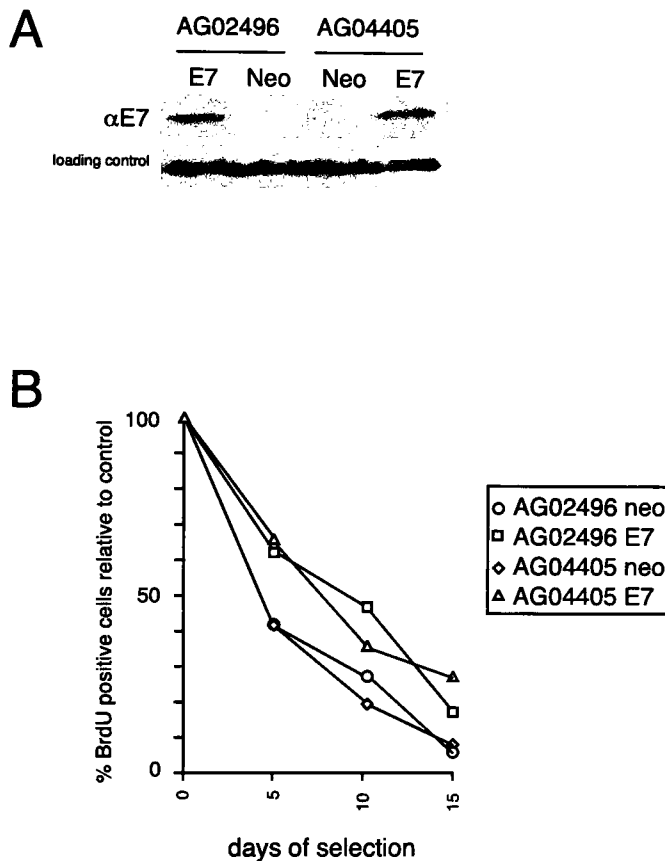 A
AG02496 AG04405
E7 Neo Neo E7
αE7
loading control
B
% BrdU positive cells relative to control
100
50
0
0 5 10 15
days of selection
AG02496 neo
AG02496 E7
AG04405 neo
AG04405 E7